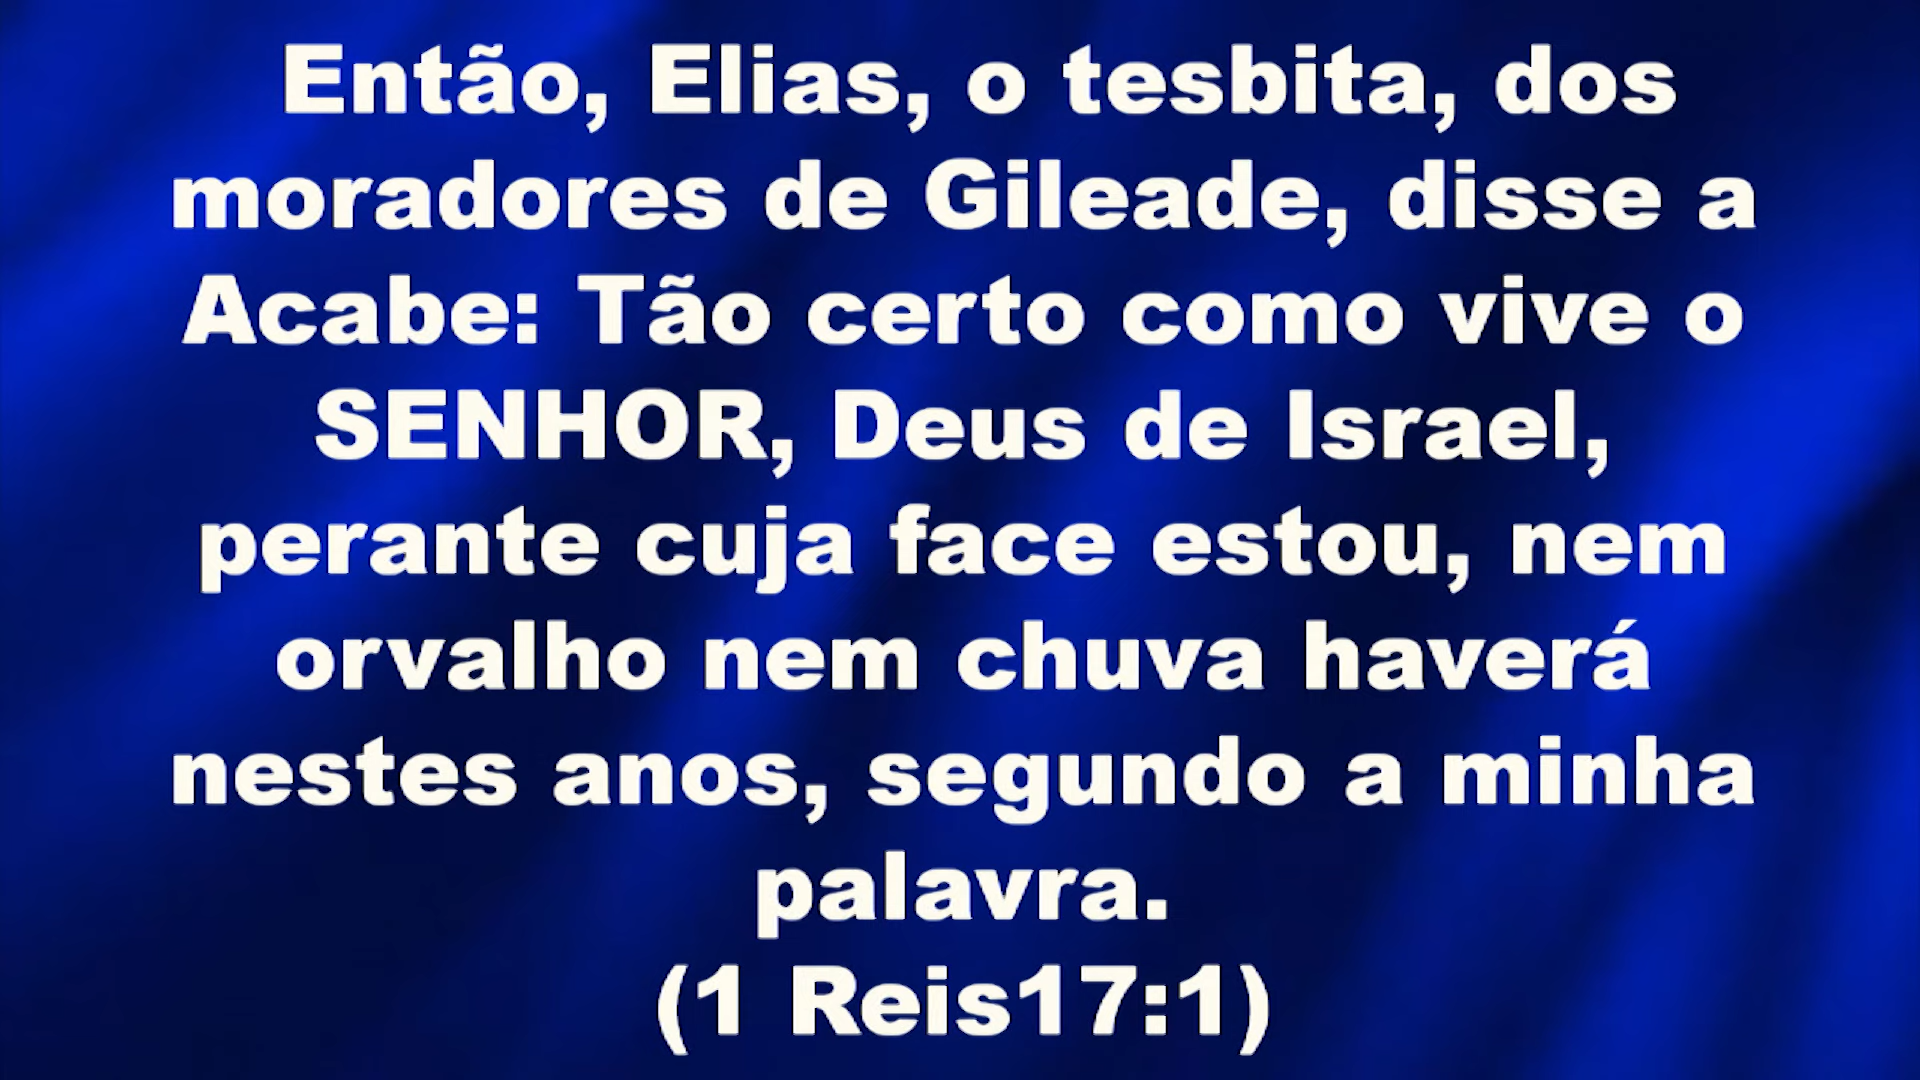 Então, Elias, o tesbita, dos
moradores de Gileade, disse a
Acabe: Tão certo como vive o
SENHOR, Deus de Israel,
perante cuja face estou, nem
orvalho nem chuva haverá
nestes anos, segundo a minha
palavra.
(1 Reis17:1)